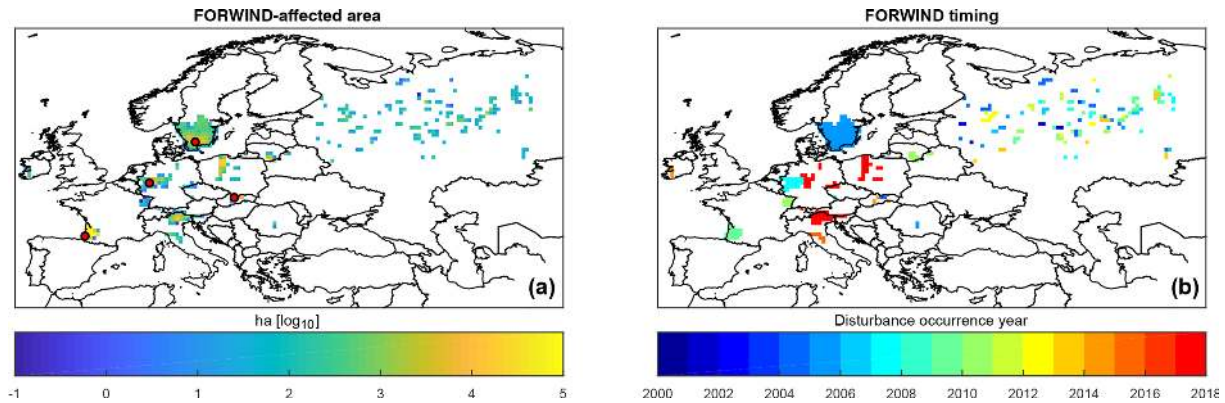 FORWIND-affected area
(a)
ha [log10]
-1 0 1 2 3 4 5
FORWIND timing
(b)
Disturbance occurrence year
2000 2002 2004 2006 2008 2010 2012 2014 2016 2018